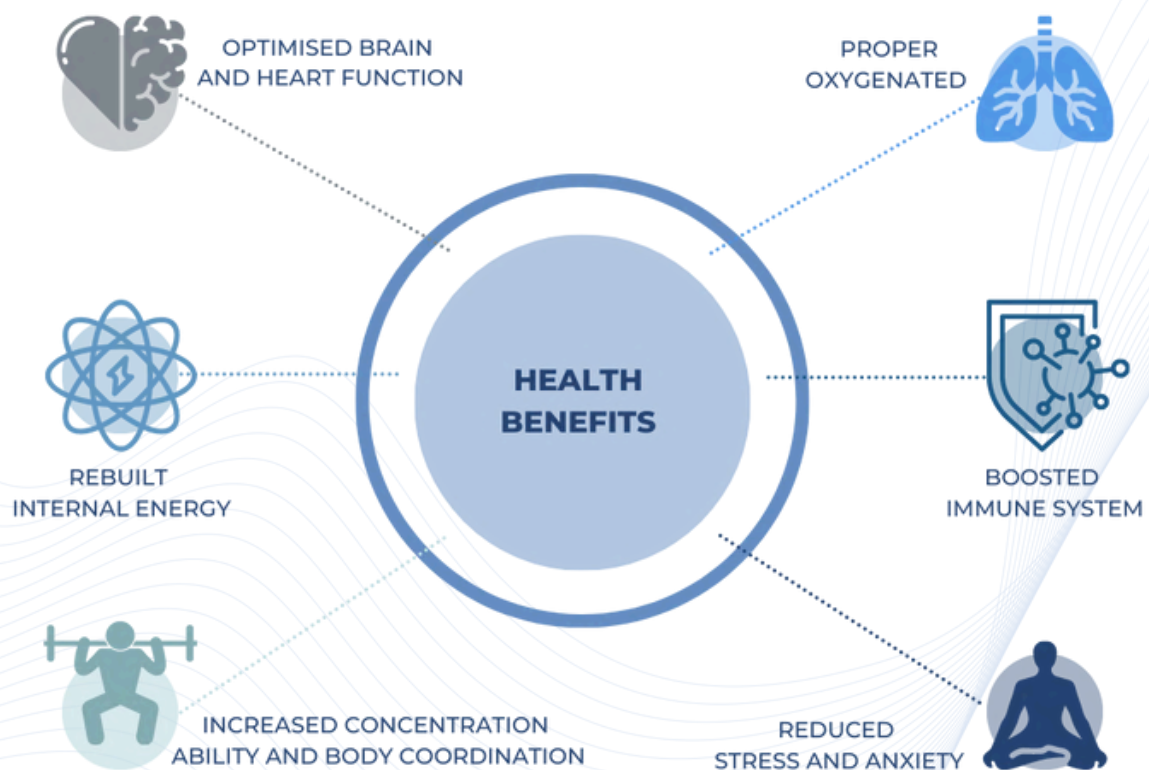 OPTIMISED BRAIN
AND HEART FUNCTION
PROPER
OXYGENATED
HEALTH
BENEFITS
REBUILT
INTERNAL ENERGY
BOOSTED
IMMUNE SYSTEM
INCREASED CONCENTRATION
ABILITY AND BODY COORDINATION
REDUCED
STRESS AND ANXIETY